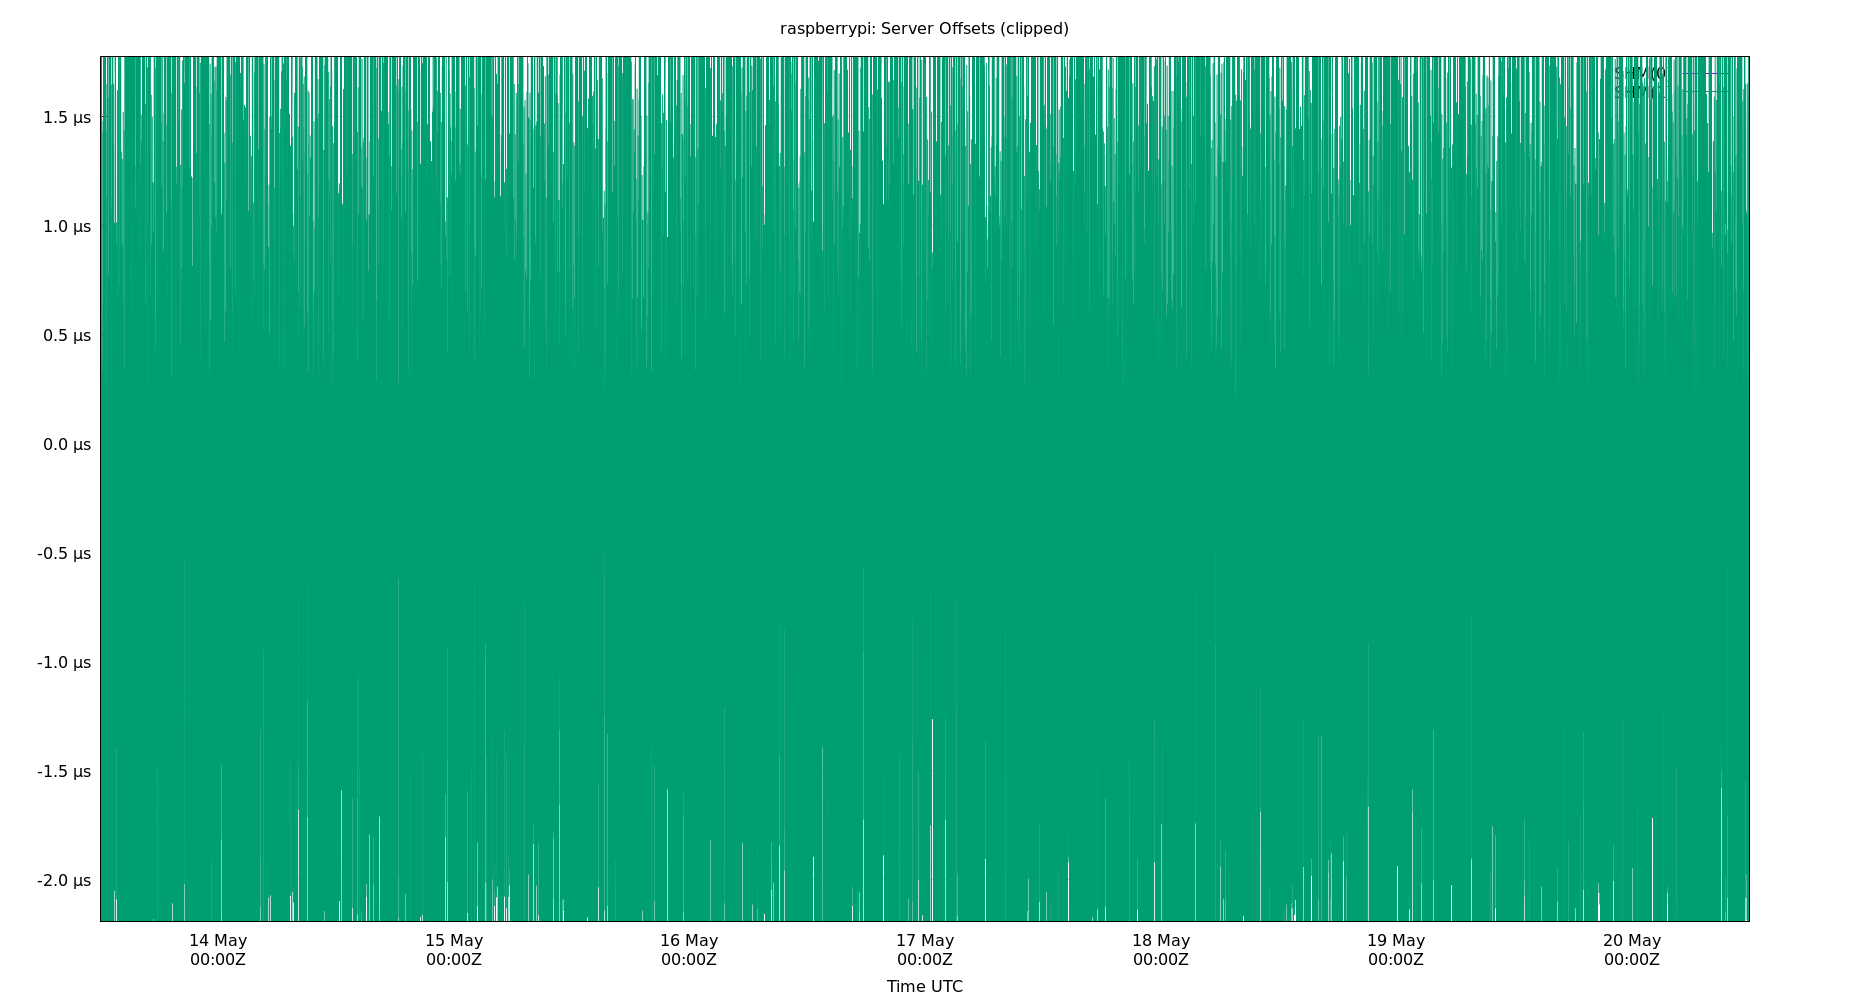 raspberrypi: Server Offsets (clipped)
SHM(0)
1.5 µs
1.0 µs
0.5 µs
0.0 µs
-0.5 µs
-1.0 µs
-1.5 µs
-2.0 µs
14 May 15 May 16 May 17 May 18 May 19 May 20 May
00:00Z 00:00Z 00:00Z 00:00Z 00:00Z 00:00Z 00:00Z
Time UTC